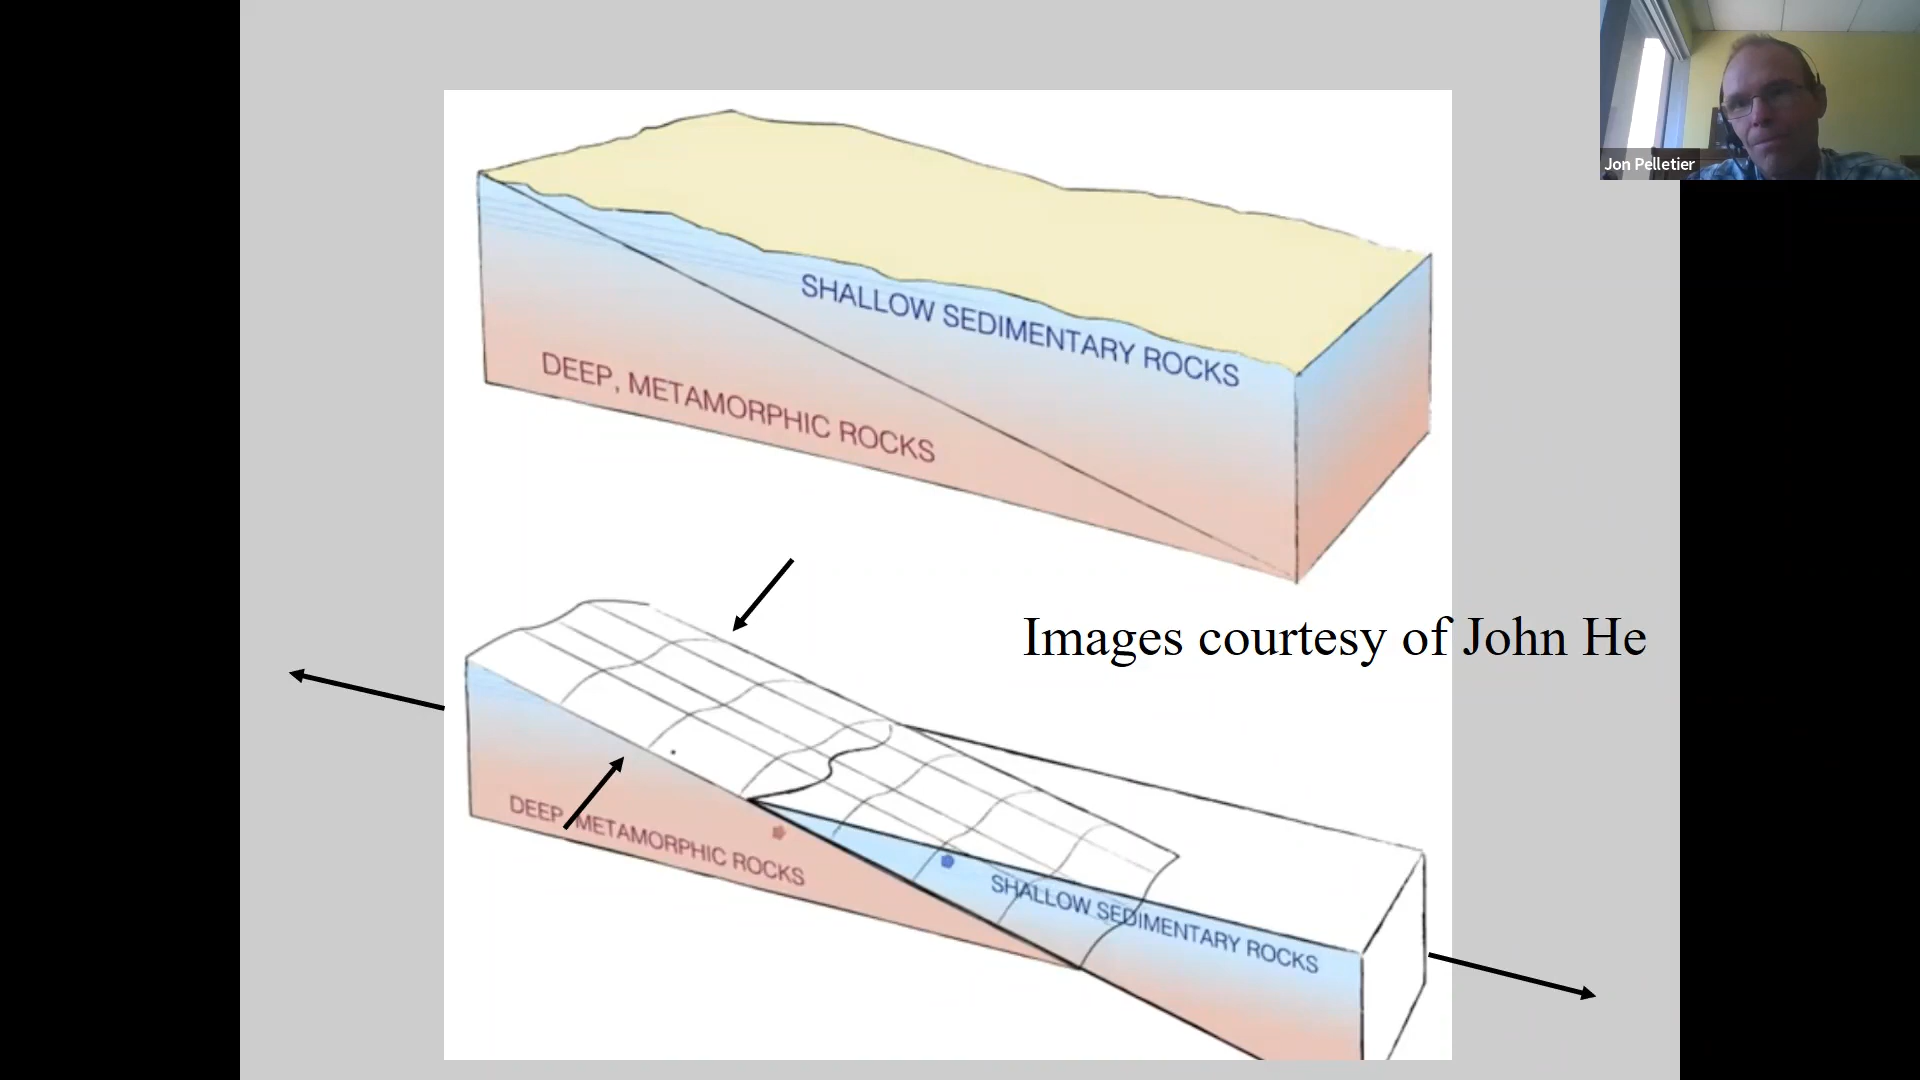 Jon Pelletier
SHALLOW SEDIMENTARY ROCKS
DEEP, METAMORPHIC ROCKS
Images courtesy of John He
DEEP, METAMORPHIC ROCKS
SHALLOW SEDIMENTARY ROCKS